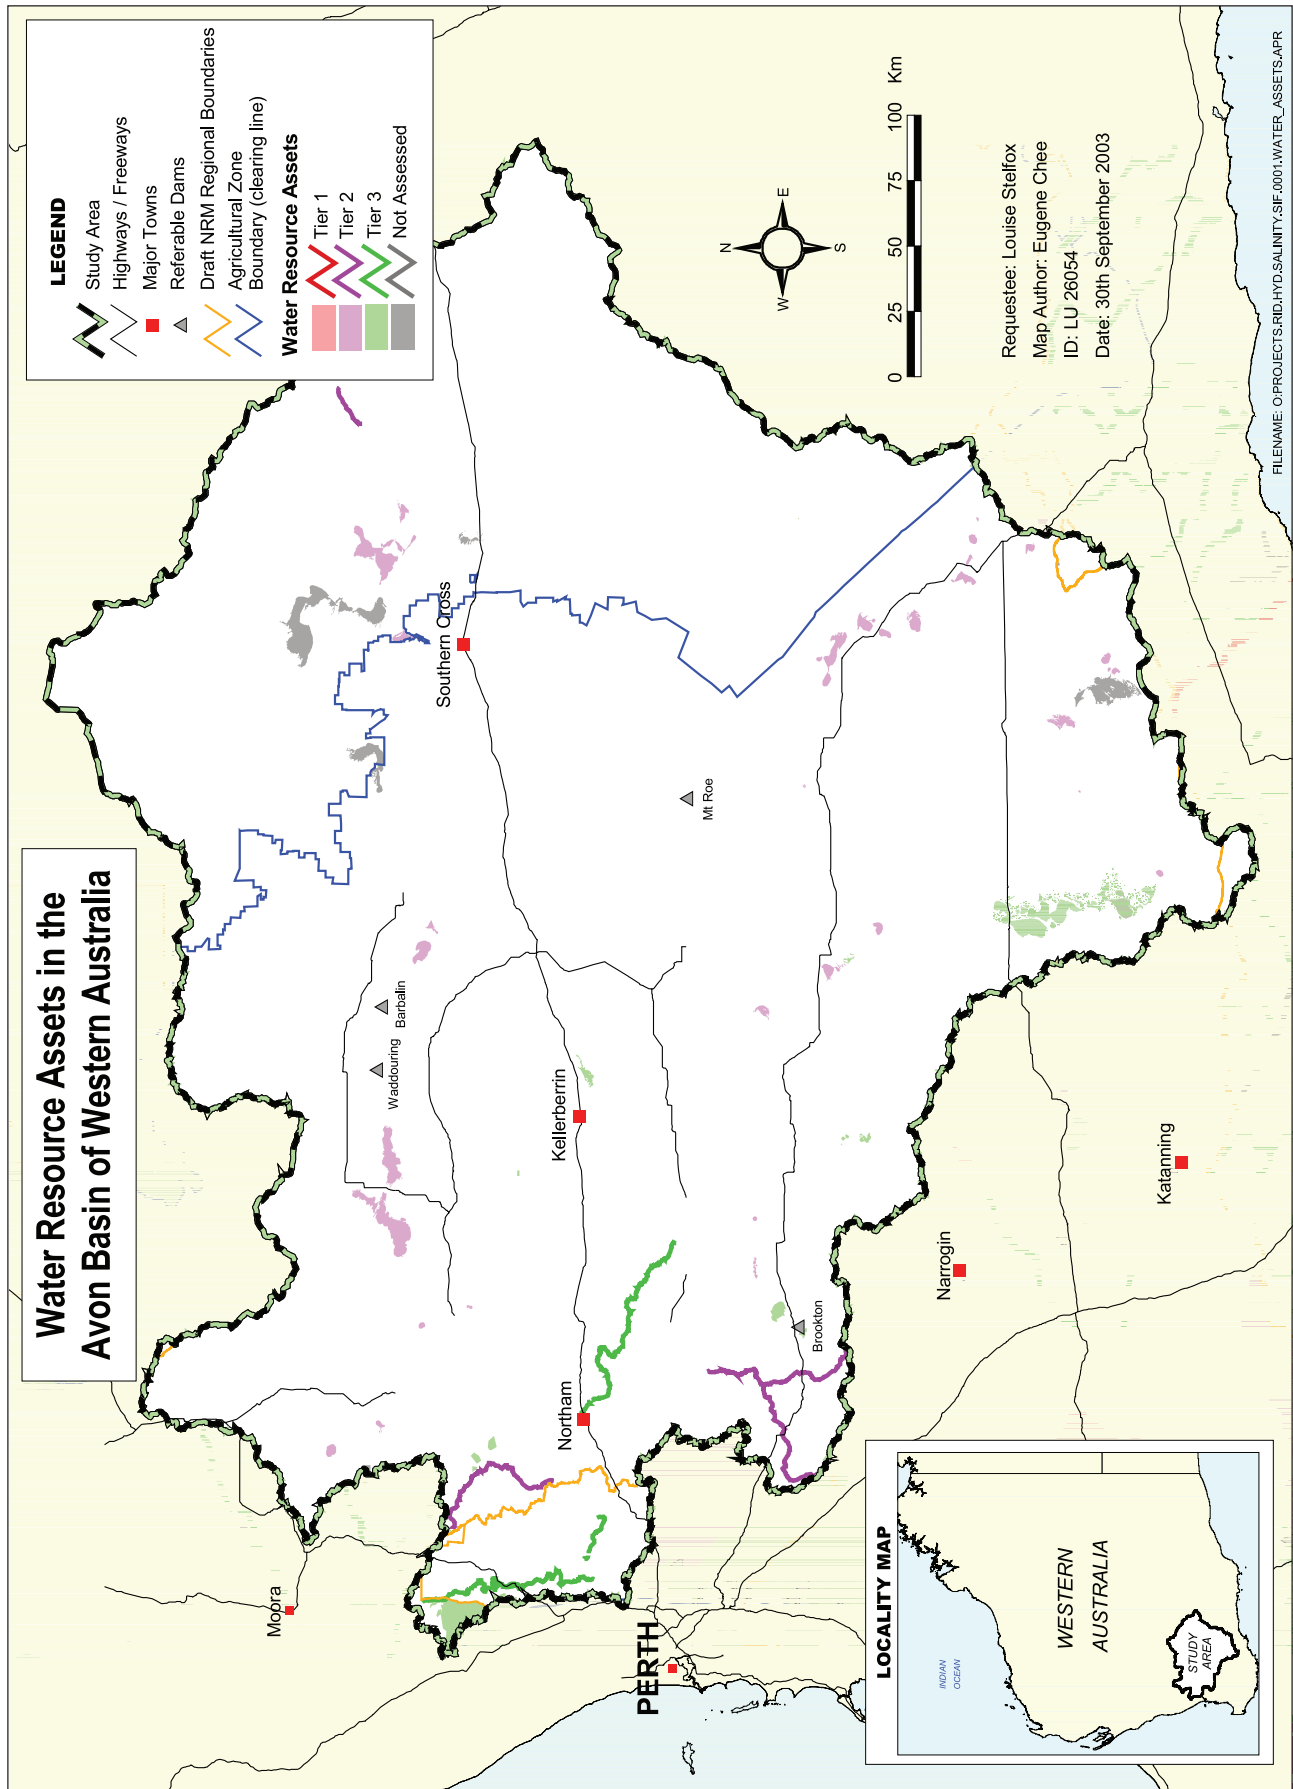 Water Resource Assets in the
Avon Basin of Western Australia
LEGEND
Study Area
Highways / Freeways
Major Towns
Referable Dams
Draft NRM Regional Boundaries
Agricultural Zone
Boundary (clearing line)
Water Resource Assets
Tier 1
Tier 2
Tier 3
Not Assessed
Moora
PERTH
Northam
Kellerberrin
Southern Cross
Waddouring
Barbalin
Mt Roe
Brookton
Narrogin
Katanning
N
W
E
S
0 25 50 75 100 Km
Requestee: Louise Stelfox
Map Author: Eugene Chee
ID: LU 26054
Date: 30th September 2003
LOCALITY MAP
INDIAN
OCEAN
WESTERN
AUSTRALIA
STUDY
AREA
FILENAME: O:PROJECTS.RID.HYD.SALINITY.SIF.0001.WATER_ASSETS.APR